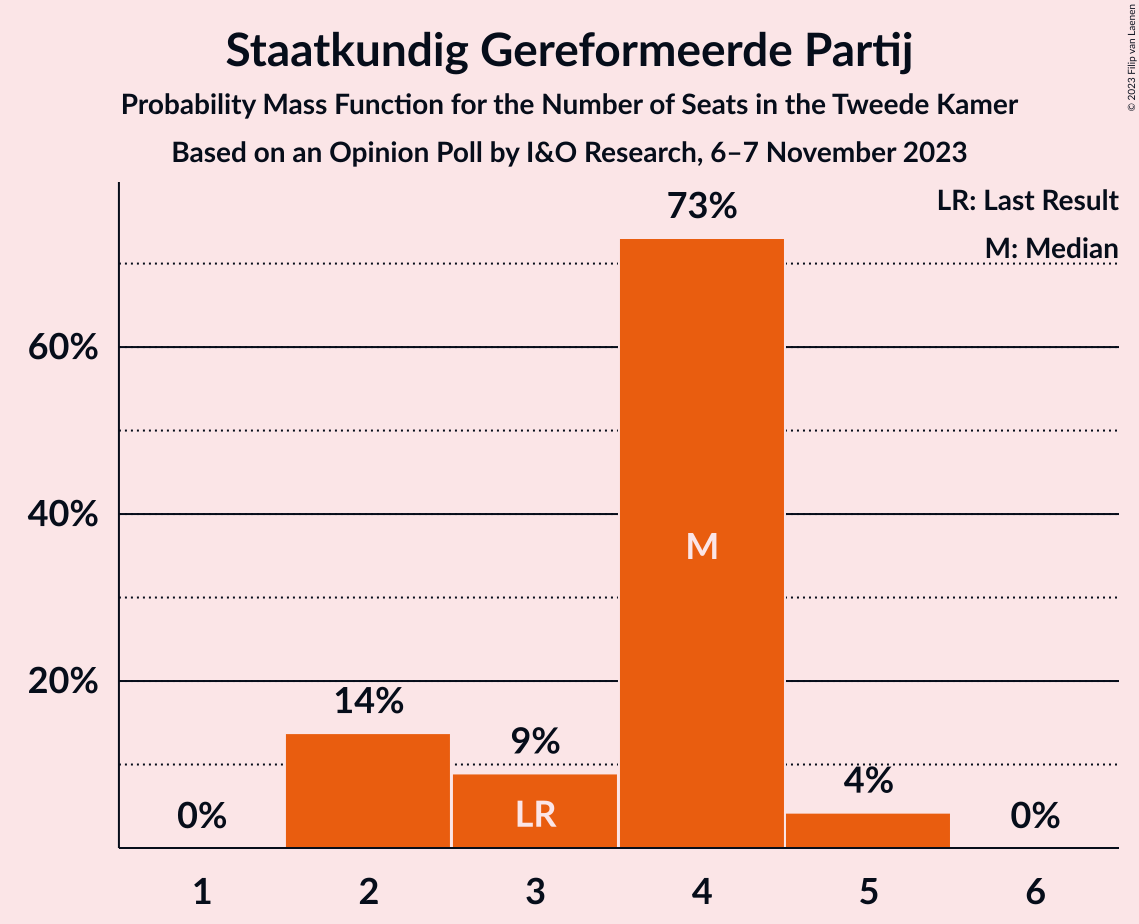 Staatkundig Gereformeerde Partij
Probability Mass Function for the Number of Seats in the Tweede Kamer
Based on an Opinion Poll by I&O Research, 6–7 November 2023
© 2023 Filip van Laenen
LR: Last Result
M: Median
73%
60%
40%
M
20%
14%
9%
4%
0%
LR
0%
1 2 3 4 5 6